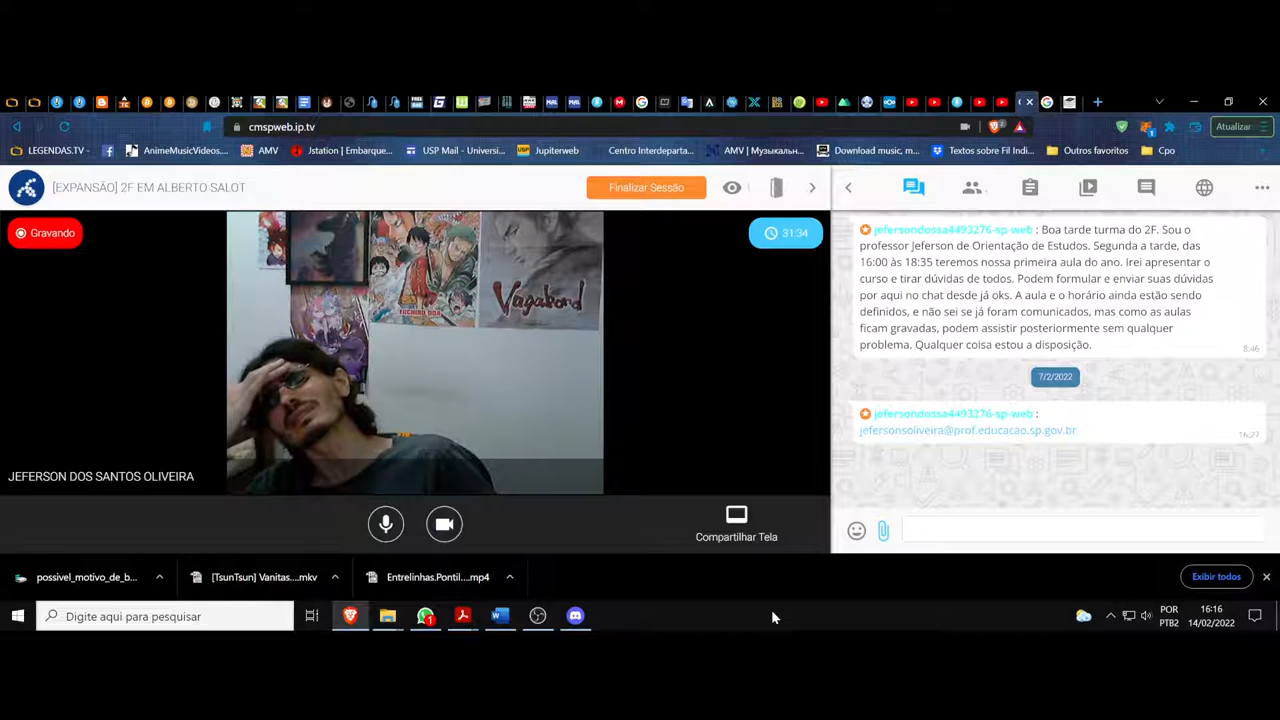 cmspweb.ip.tv
2
1
Atualizar
LEGENDAS.TV -
AnimeMusicVideos....
AMV
Jstation | Embarque...
USP Mail - Universi...
Jupiterweb
Centro Interdeparta...
AMV | Музыкальн...
Download music, m...
Textos sobre Fil Indi...
Outros favoritos
Cpo
[EXPANSÃO] 2F EM ALBERTO SALOT
Finalizar Sessão
Gravando
31:34
Vagabond
JEFERSON DOS SANTOS OLIVEIRA
Compartilhar Tela
jefersondossa4493276-sp-web : Boa tarde turma do 2F. Sou o
professor Jeferson de Orientação de Estudos. Segunda a tarde, das
16:00 às 18:35 teremos nossa primeira aula do ano. Irei apresentar o
curso e tirar dúvidas de todos. Podem formular e enviar suas dúvidas
por aqui no chat desde já oks. A aula e o horário ainda estão sendo
definidos, e não sei se já foram comunicados, mas como as aulas
ficam gravadas, podem assistir posteriormente sem qualquer
problema. Qualquer coisa estou a disposição.
8:46
7/2/2022
jefersondossa4493276-sp-web :
jefersonsoliveira@prof.educacao.sp.gov.br
16:27
possivel_motivo_de_b...
[TsunTsun] Vanitas....mkv
Entrelinhas.Pontil....mp4
Exibir todos
Digite aqui para pesquisar
1
POR
PTB2
16:16
14/02/2022